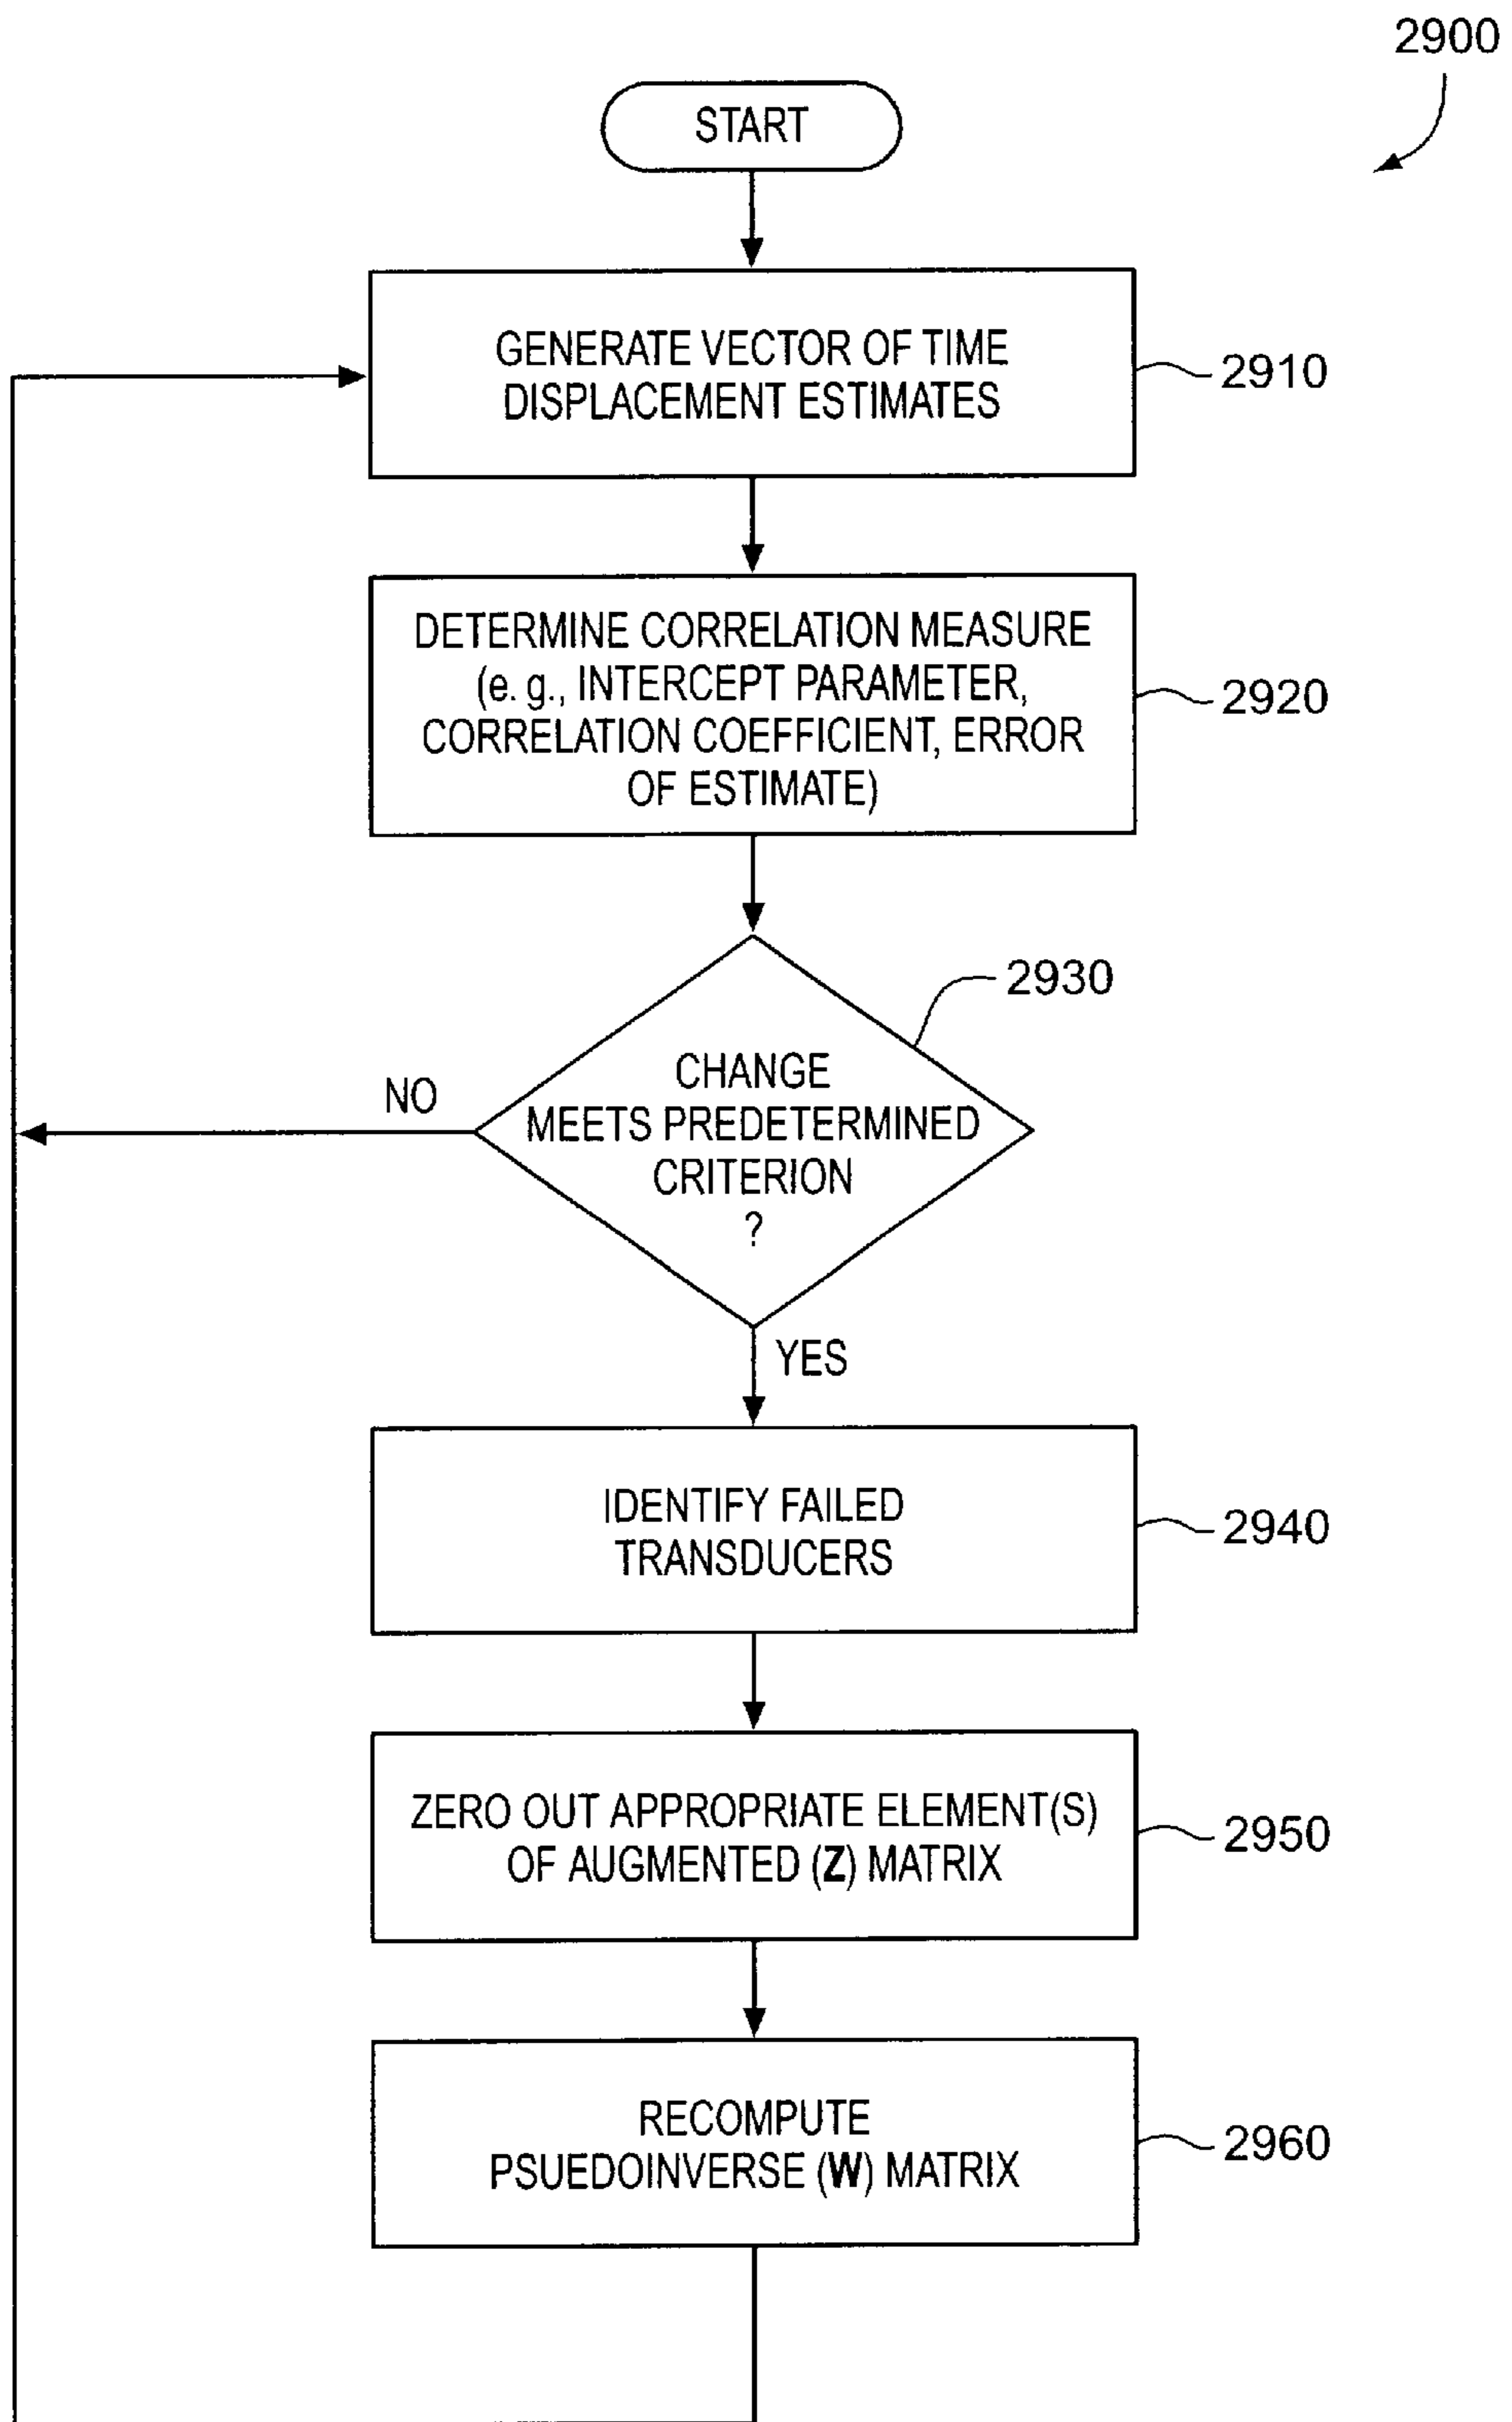 2900
START
GENERATE VECTOR OF TIME
DISPLACEMENT ESTIMATES
2910
DETERMINE CORRELATION MEASURE
(e. g., INTERCEPT PARAMETER,
CORRELATION COEFFICIENT, ERROR
OF ESTIMATE)
2920
2930
CHANGE
MEETS PREDETERMINED
CRITERION
?
NO
YES
IDENTIFY FAILED
TRANSDUCERS
2940
ZERO OUT APPROPRIATE ELEMENT(S)
OF AUGMENTED (Z) MATRIX
2950
RECOMPUTE
PSUEDOINVERSE (W) MATRIX
2960